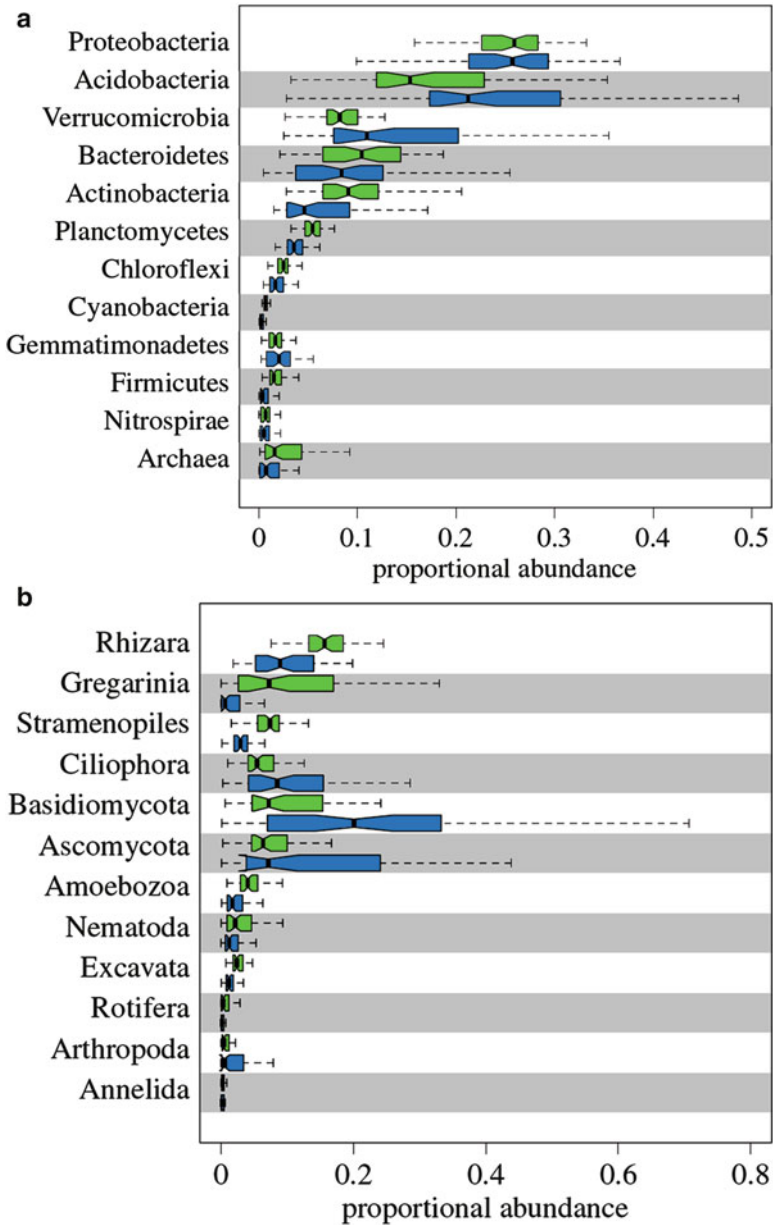 a
Proteobacteria
Acidobacteria
Verrucomicrobia
Bacteroidetes
Actinobacteria
Planctomycetes
Chloroflexi
Cyanobacteria
Gemmatimonadetes
Firmicutes
Nitrospirae
Archaea
0 0.1 0.2 0.3 0.4 0.5
proportional abundance
b
Rhizara
Gregarinia
Stramenopiles
Ciliophora
Basidiomycota
Ascomycota
Amoebozoa
Nematoda
Excavata
Rotifera
Arthropoda
Annelida
0 0.2 0.4 0.6 0.8
proportional abundance